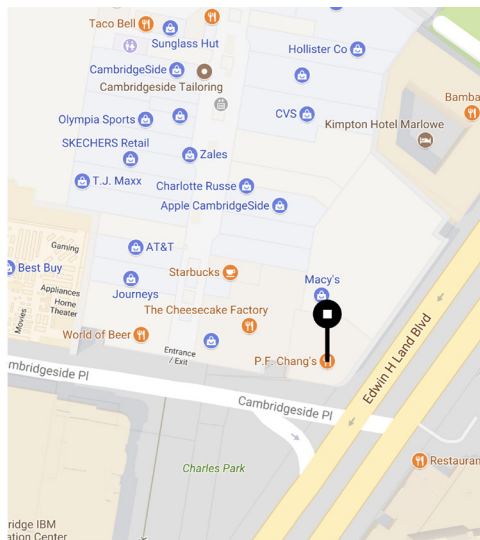 Taco Bell
Sunglass Hut
Hollister Co
CambridgeSide
Cambridgeside Tailoring
Bamba
Olympia Sports
CVS
Kimpton Hotel Marlowe
SKECHERS Retail
Zales
T.J. Maxx
Charlotte Russe
Apple CambridgeSide
Gaming
AT&T
Best Buy
Starbucks
Macy's
Appliances
Journeys
Home
Theater
Movies
The Cheesecake Factory
World of Beer
Entrance
/ Exit
P.F. Chang's
Edwin H Land Blvd
mbridgeside Pl
Cambridgeside Pl
Charles Park
Restauran
ridge IBM
ation Center